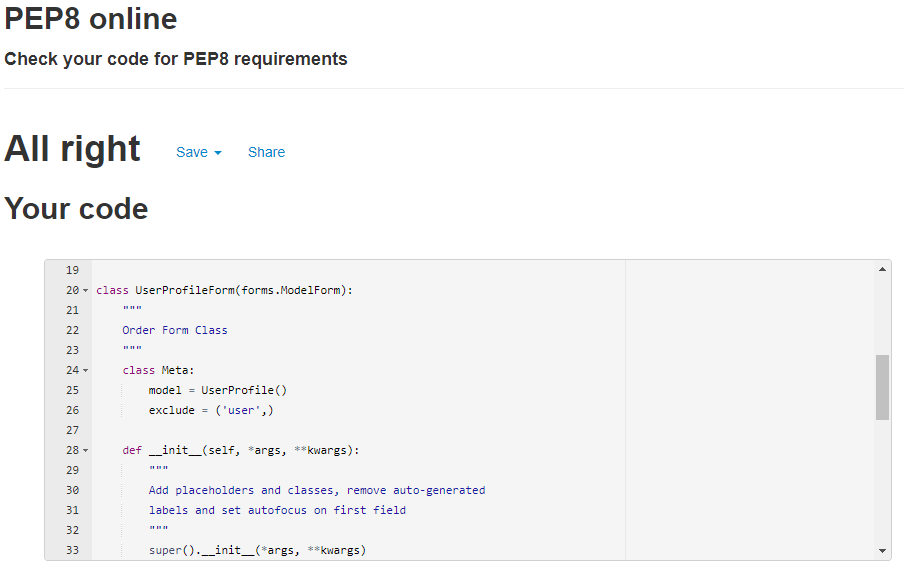 PEP8 online
Check your code for PEP8 requirements
All right Save Share
Your code
19
20 class UserProfileForm(forms.ModelForm):
21     """
22     Order Form Class
23     """
24     class Meta:
25         model = UserProfile()
26         exclude = ('user',)
27
28     def __init__(self, *args, **kwargs):
29         """
30         Add placeholders and classes, remove auto-generated
31         labels and set autofocus on first field
32         """
33         super().__init__(*args, **kwargs)